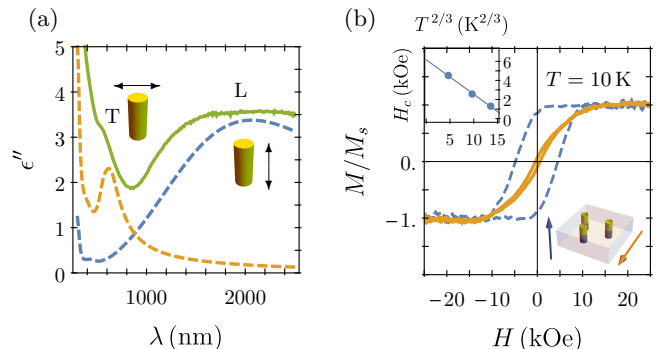 (a)
5
4
3
2
1
0
ϵ″
T
L
1000
2000
λ (nm)
(b)
T^{2/3} (K^{2/3})
H_c (kOe)
6
4
2
0
0
5
10
15
T = 10 K
M/M_s
1.
0.
-1.
-20
-10
0
10
20
H (kOe)